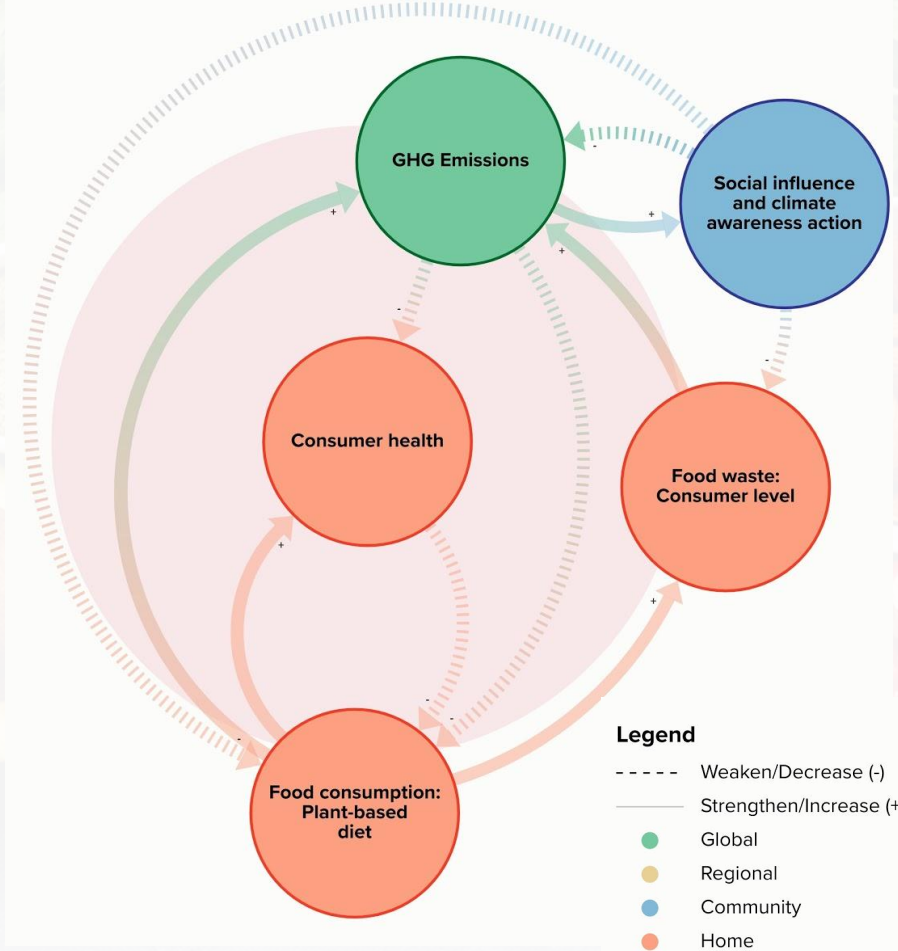 GHG Emissions
-
Social influence
and climate
awareness action
+
+
+
-
-
Consumer health
Food waste:
Consumer level
+
+
-
-
-
Food consumption:
Plant-based
diet
Legend
Weaken/Decrease (-)
Strengthen/Increase (+
Global
Regional
Community
Home